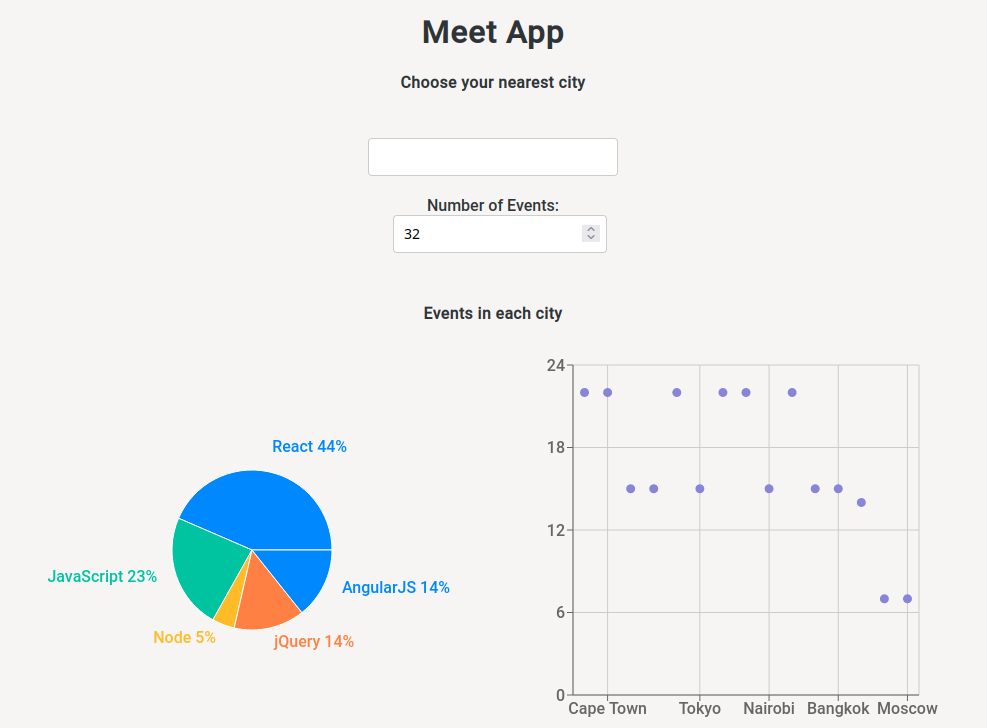 Meet App
Choose your nearest city
Number of Events:
32
Events in each city
React 44%
JavaScript 23%
AngularJS 14%
Node 5%
jQuery 14%
24
18
12
6
0
Cape Town Tokyo Nairobi Bangkok Moscow